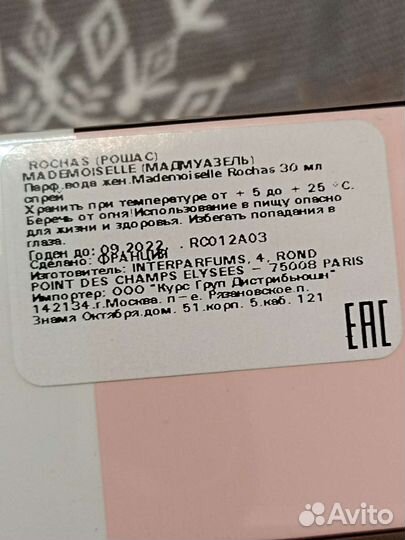 ROCHAS (РОШАС)
MADEMOISELLE (МАДМУАЗЕЛЬ)
Парф.вода жен.Mademoiselle Rochas 30 мл
спрей
Хранить при температуре от + 5 до + 25 °С.
Беречь от огня!Использование в пищу опасно
для жизни и здоровья. Избегать попадания в
глаза.
Годен до: 09.2022. . RC012A03
Сделано: ФРАНЦИЯ
Изготовитель: INTERPARFUMS, 4, ROND
POINT DES CHAMPS ELYSEES - 75008 PARIS
Импортер: ООО "Курс Груп Дистрибьюшн"
142134.г.Москва. п-е. Рязановское.п.
Знамя Октября.дом. 51.корп. 5.каб. 121
EAC
Avito